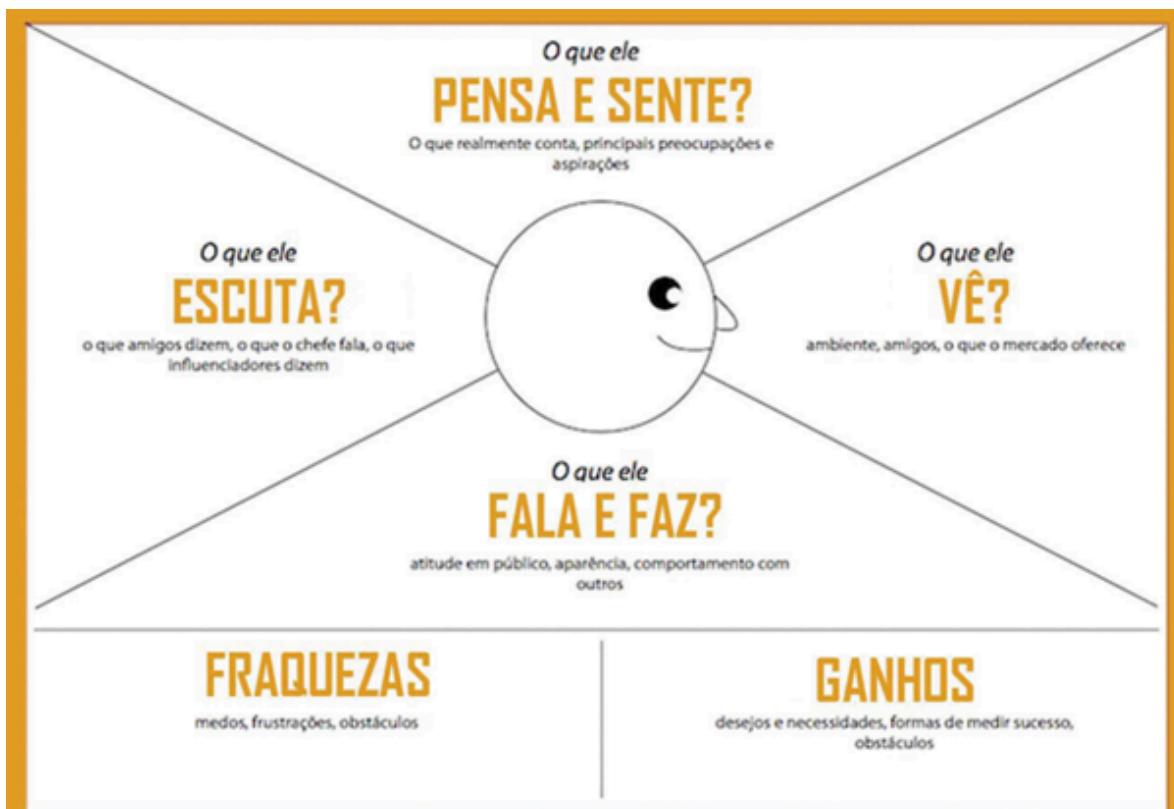 O que ele
PENSA E SENTE?
O que realmente conta, principais preocupações e
aspirações
O que ele
ESCUTA?
o que amigos dizem, o que o chefe fala, o que
influenciadores dizem
O que ele
VÊ?
ambiente, amigos, o que o mercado oferece
O que ele
FALA E FAZ?
atitude em público, aparência, comportamento com
outros
FRAQUEZAS
medos, frustrações, obstáculos
GANHOS
desejos e necessidades, formas de medir sucesso,
obstáculos